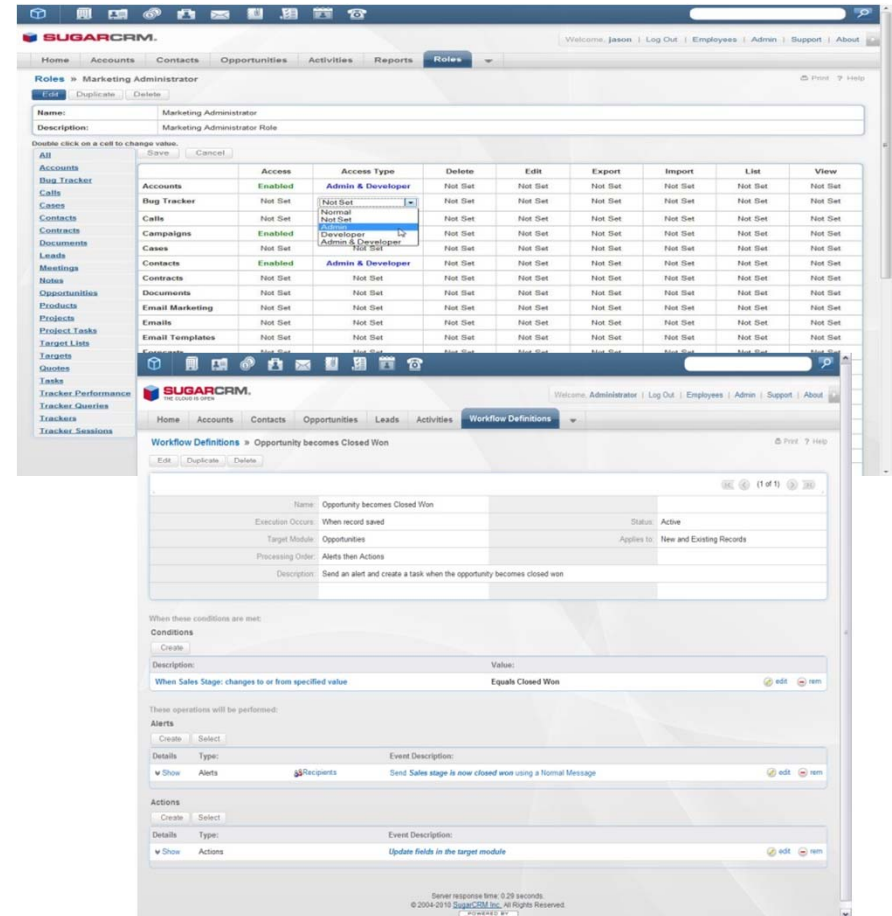 SUGARCRM.
Welcome, jason | Log Out | Employees | Admin | Support | About
Home Accounts Contacts Opportunities Activities Reports Roles
Roles » Marketing Administrator Print ? Help
Edit Duplicate Delete
Name: Marketing Administrator
Description: Marketing Administrator Role
Double click on a cell to change value.
All
Accounts
Bug Tracker
Calls
Cases
Contacts
Contracts
Documents
Leads
Meetings
Notes
Opportunities
Products
Projects
Project Tasks
Target Lists
Targets
Quotes
Tasks
Tracker Performance
Tracker Queries
Trackers
Tracker Sessions
Save Cancel
Access Access Type Delete Edit Export Import List View
Accounts Enabled Admin & Developer Not Set Not Set Not Set Not Set Not Set Not Set
Bug Tracker Not Set Not Set Not Set Not Set Not Set Not Set Not Set Not Set
Normal
Not Set
Admin
Developer
Admin & Developer
Calls Not Set Not Set Not Set Not Set Not Set Not Set Not Set
Campaigns Enabled Not Set Not Set Not Set Not Set Not Set Not Set
Cases Not Set Not Set Not Set Not Set Not Set Not Set Not Set Not Set
Contacts Enabled Admin & Developer Not Set Not Set Not Set Not Set Not Set Not Set
Contracts Not Set Not Set Not Set Not Set Not Set Not Set Not Set Not Set
Documents Not Set Not Set Not Set Not Set Not Set Not Set Not Set Not Set
Email Marketing Not Set Not Set Not Set Not Set Not Set Not Set Not Set Not Set
Emails Not Set Not Set Not Set Not Set Not Set Not Set Not Set Not Set
Email Templates Not Set Not Set Not Set Not Set Not Set Not Set Not Set Not Set
SUGARCRM.
THE CLOUD IS OPEN
Welcome, Administrator | Log Out | Employees | Admin | Support | About
Home Accounts Contacts Opportunities Leads Activities Workflow Definitions
Workflow Definitions » Opportunity becomes Closed Won Print ? Help
Edit Duplicate Delete
(1 of 1)
Name: Opportunity becomes Closed Won
Execution Occurs: When record saved Status: Active
Target Module: Opportunities Applies to: New and Existing Records
Processing Order: Alerts then Actions
Description: Send an alert and create a task when the opportunity becomes closed won
When these conditions are met:
Conditions
Create
Description: Value:
When Sales Stage: changes to or from specified value Equals Closed Won edit rem
These operations will be performed:
Alerts
Create Select
Details Type: Event Description:
Show Alerts Recipients Send Sales stage is now closed won using a Normal Message edit rem
Actions
Create Select
Details Type: Event Description:
Show Actions Update fields in the target module edit rem
Server response time: 0.29 seconds.
© 2004-2010 SugarCRM Inc. All Rights Reserved.
POWERED BY